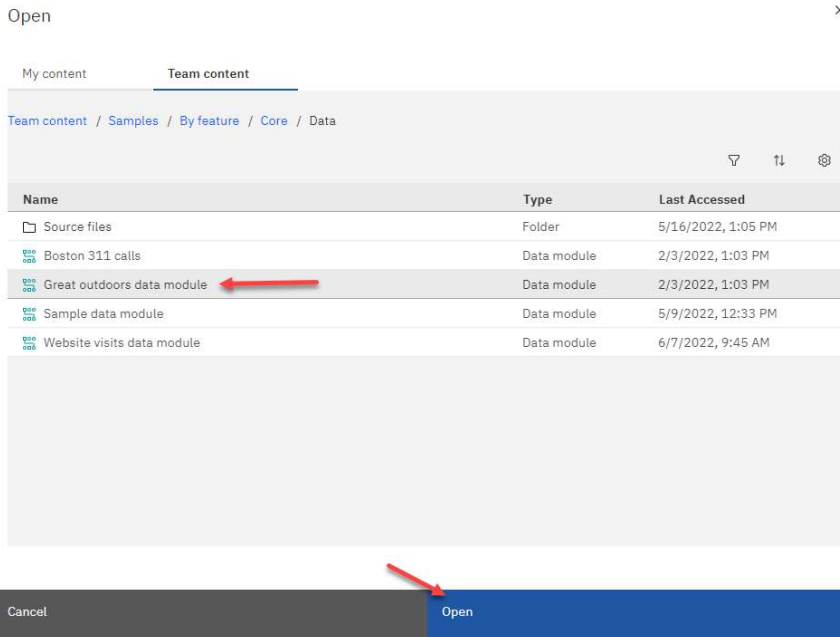 Open
My content Team content
Team content / Samples / By feature / Core / Data
Name Type Last Accessed
Source files Folder 5/16/2022, 1:05 PM
Boston 311 calls Data module 2/3/2022, 1:03 PM
Great outdoors data module Data module 2/3/2022, 1:03 PM
Sample data module Data module 5/9/2022, 12:33 PM
Website visits data module Data module 6/7/2022, 9:45 AM
Cancel Open